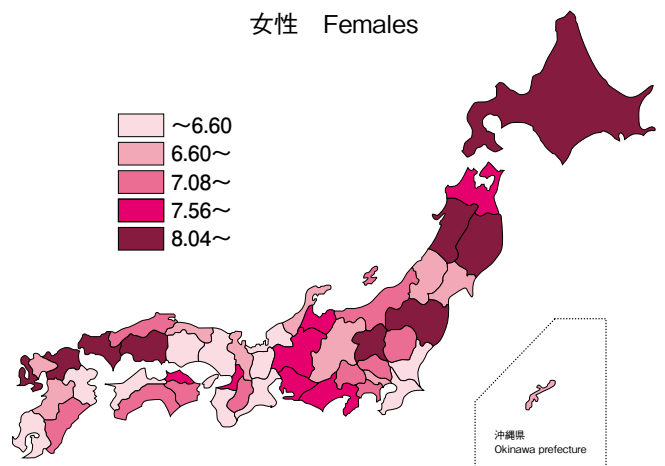 女性　Females
～6.60
6.60～
7.08～
7.56～
8.04～
沖縄県
Okinawa prefecture